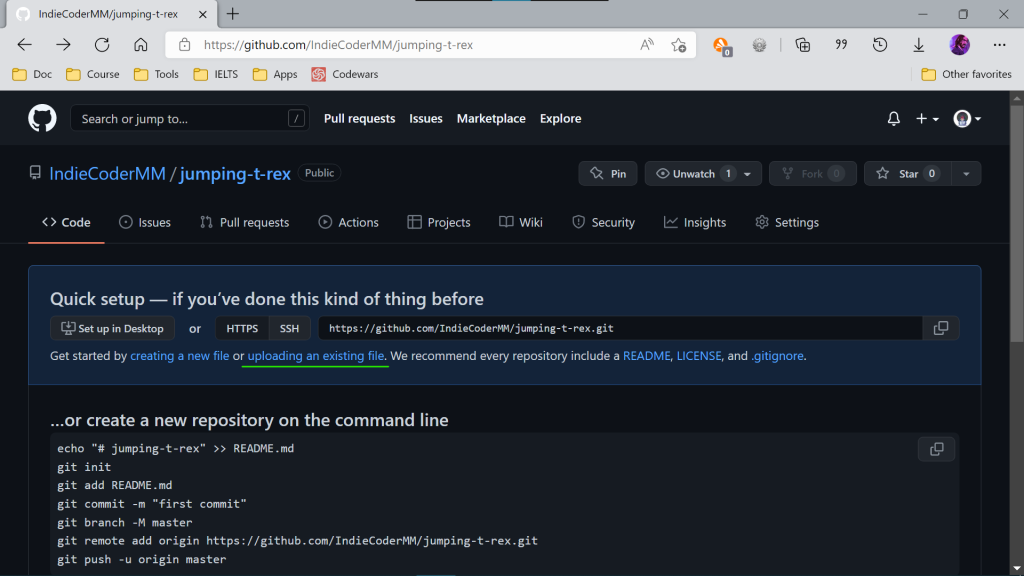 IndieCoderMM/jumping-t-rex
https://github.com/IndieCoderMM/jumping-t-rex
0
Doc
Course
Tools
IELTS
Apps
Codewars
Other favorites
Search or jump to...
/
Pull requests
Issues
Marketplace
Explore
IndieCoderMM / jumping-t-rex
Public
Pin
Unwatch 1
Fork 0
Star 0
Code
Issues
Pull requests
Actions
Projects
Wiki
Security
Insights
Settings
Quick setup — if you’ve done this kind of thing before
Set up in Desktop or HTTPS SSH https://github.com/IndieCoderMM/jumping-t-rex.git
Get started by creating a new file or uploading an existing file. We recommend every repository include a README, LICENSE, and .gitignore.
…or create a new repository on the command line
echo "# jumping-t-rex" >> README.md
git init
git add README.md
git commit -m "first commit"
git branch -M master
git remote add origin https://github.com/IndieCoderMM/jumping-t-rex.git
git push -u origin master